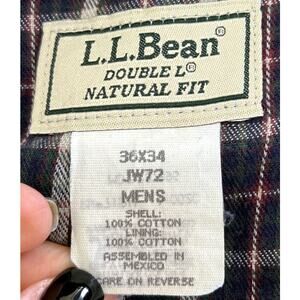 L.L.Bean®
DOUBLE L®
NATURAL FIT
36X34
JW72
MENS
SHELL:
100% COTTON
LINING:
100% COTTON
ASSEMBLED IN
MEXICO
CARE ON REVERSE